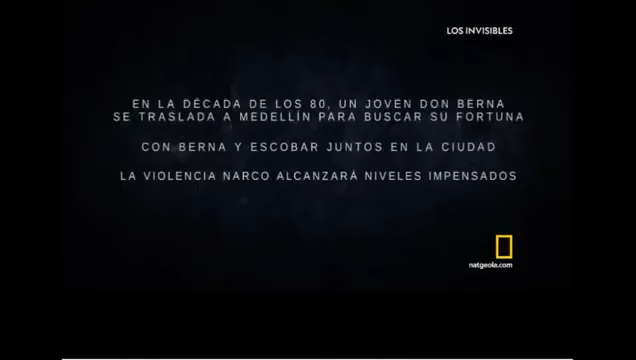 LOS INVISIBLES
EN LA DÉCADA DE LOS 80, UN JOVEN DON BERNA
SE TRASLADA A MEDELLÍN PARA BUSCAR SU FORTUNA
CON BERNA Y ESCOBAR JUNTOS EN LA CIUDAD
LA VIOLENCIA NARCO ALCANZARÁ NIVELES IMPENSADOS
natgeola.com